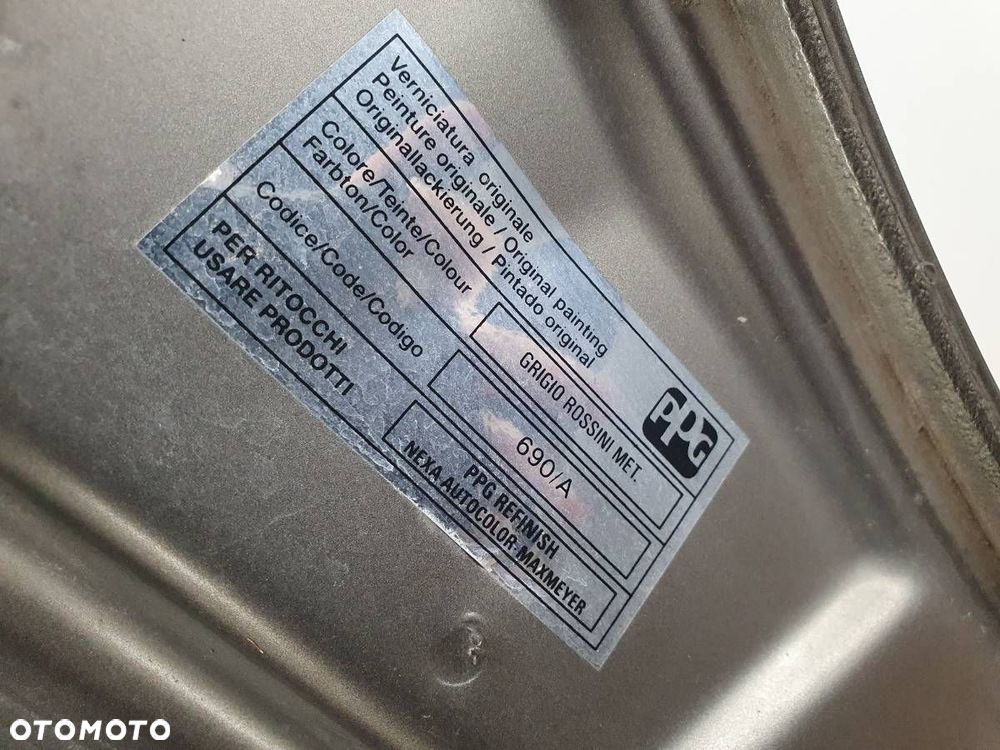 Verniciatura originale
Peinture originale / Original painting
Originallackierung / Pintado original
PPG
Colore/Teinte/Colour
Farbton/Color
GRIGIO ROSSINI MET.
Codice/Code/Codigo
690/A
PER RITOCCHI
USARE PRODOTTI
PPG REFINISH
NEXA AUTOCOLOR-MAXMEYER
OTOMOTO